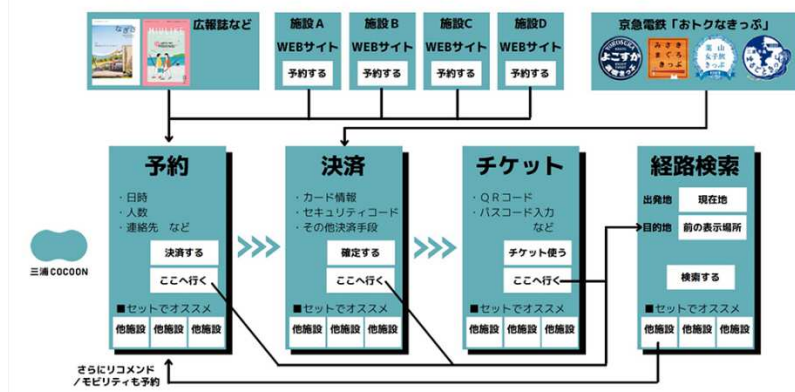 広報誌など
なぎさ
施設A
WEBサイト
予約する
施設B
WEBサイト
予約する
施設C
WEBサイト
予約する
施設D
WEBサイト
予約する
京急電鉄「おトクなきっぷ」
よこすか
みさき
まぐろ
きっぷ
葉山
女子旅
きっぷ
三浦COCOON
予約
・日時
・人数
・連絡先 など
決済する
ここへ行く
■セットでオススメ
他施設 他施設 他施設
決済
・カード情報
・セキュリティコード
・その他決済手段
確定する
ここへ行く
■セットでオススメ
他施設 他施設 他施設
チケット
・QRコード
・パスコード入力
など
チケット使う
ここへ行く
■セットでオススメ
他施設 他施設 他施設
経路検索
出発地 現在地
目的地 前の表示場所
検索する
■セットでオススメ
他施設 他施設 他施設
さらにリコメンド
/モビリティも予約